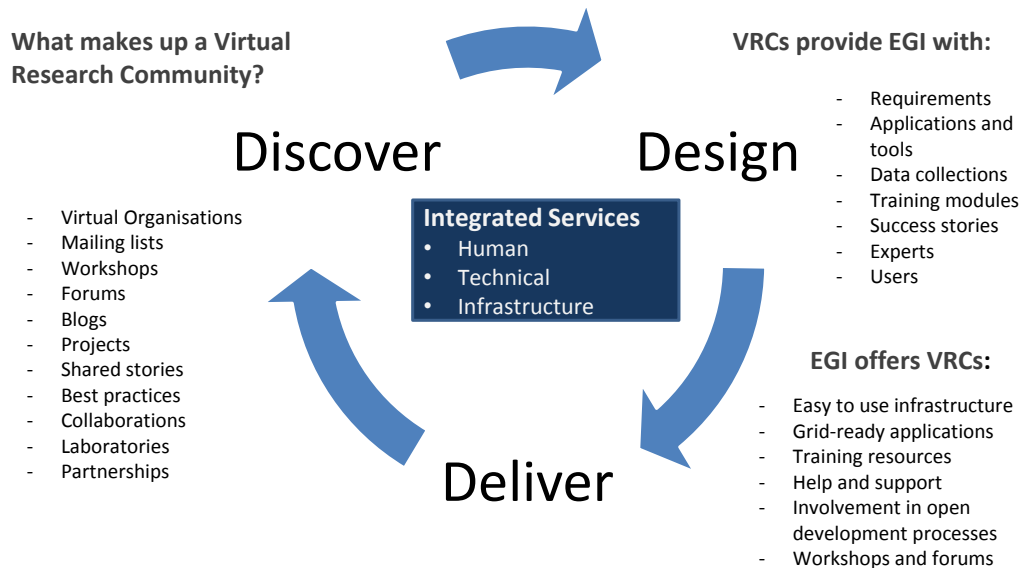 What makes up a Virtual
Research Community?
VRCs provide EGI with:
- Requirements
- Applications and
tools
- Data collections
- Training modules
- Success stories
- Experts
- Users
Discover
Design
- Virtual Organisations
- Mailing lists
- Workshops
- Forums
- Blogs
- Projects
- Shared stories
- Best practices
- Collaborations
- Laboratories
- Partnerships
Integrated Services
• Human
• Technical
• Infrastructure
EGI offers VRCs:
- Easy to use infrastructure
- Grid-ready applications
- Training resources
- Help and support
- Involvement in open
development processes
- Workshops and forums
Deliver